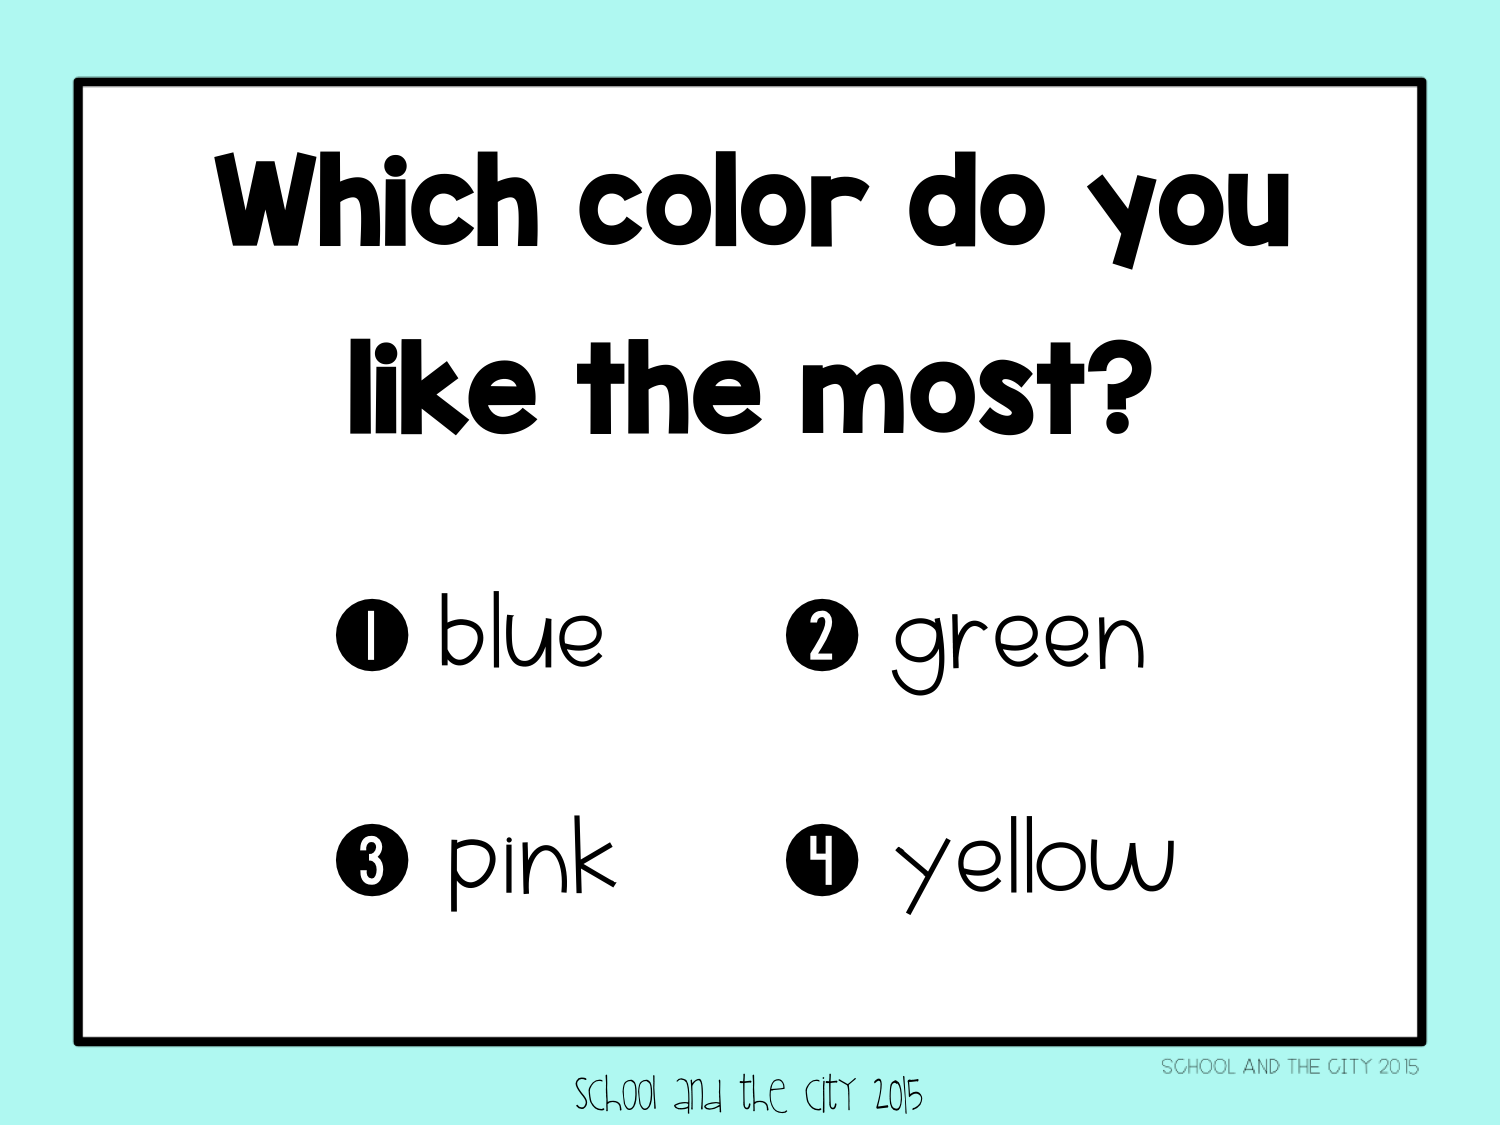 Which color do you
like the most?
1 blue 2 green
3 pink 4 yellow
SCHOOL AND THE CITY 2015
School and the City 2015